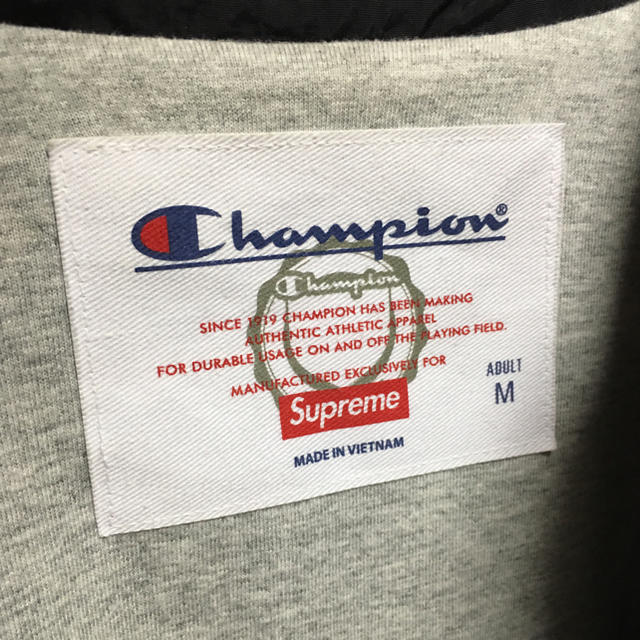 Champion®
Champion
SINCE 1919 CHAMPION HAS BEEN MAKING
AUTHENTIC ATHLETIC APPAREL
FOR DURABLE USAGE ON AND OFF THE PLAYING FIELD.
MANUFACTURED EXCLUSIVELY FOR
Supreme
ADULT
M
MADE IN VIETNAM